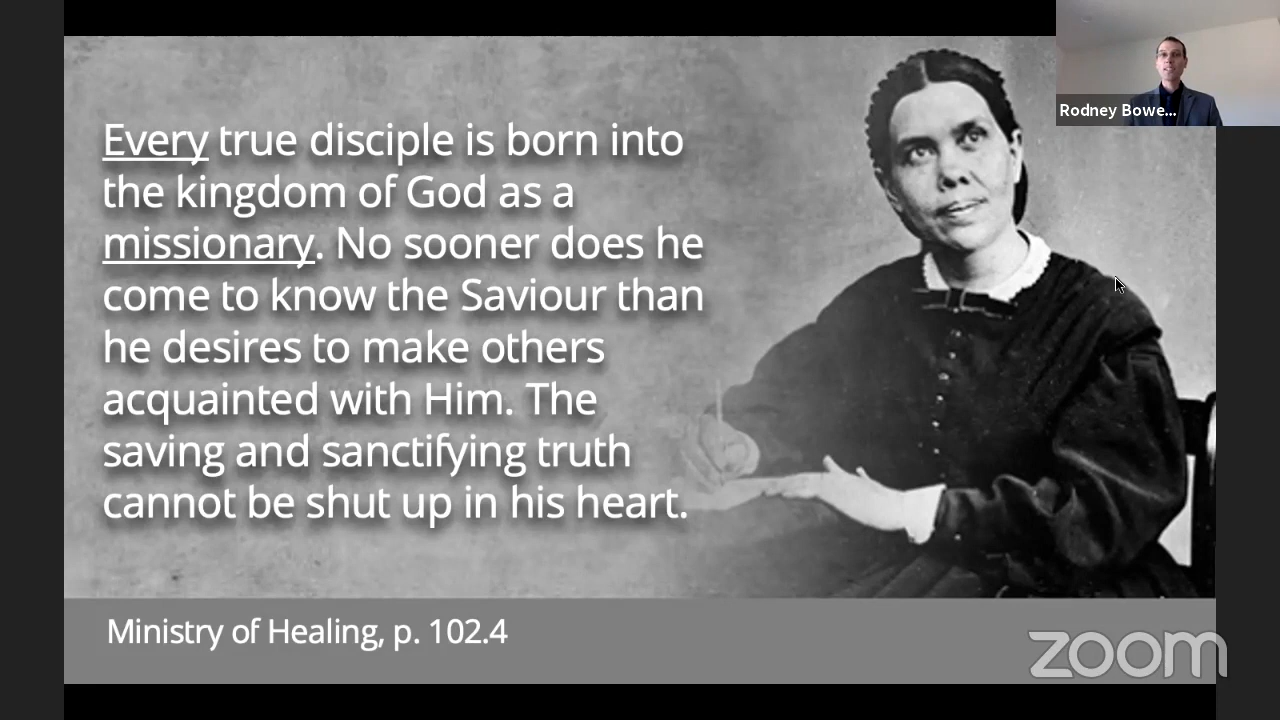 Every true disciple is born into
the kingdom of God as a
missionary. No sooner does he
come to know the Saviour than
he desires to make others
acquainted with Him. The
saving and sanctifying truth
cannot be shut up in his heart.
Ministry of Healing, p. 102.4
Rodney Bowe...
zoom